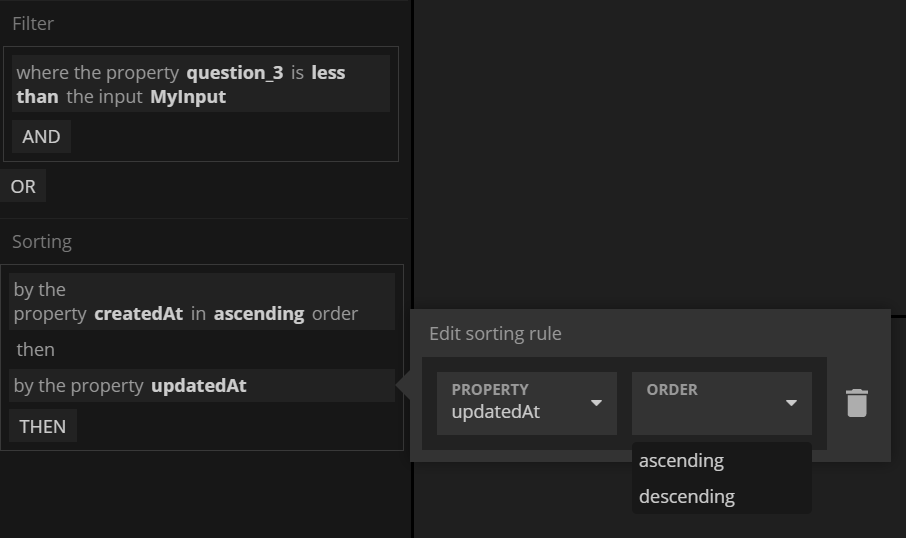 Filter
where the property question_3 is less
than the input MyInput
AND
OR
Sorting
by the
property createdAt in ascending order
then
by the property updatedAt
THEN
Edit sorting rule
PROPERTY
updatedAt
ORDER
ascending
descending